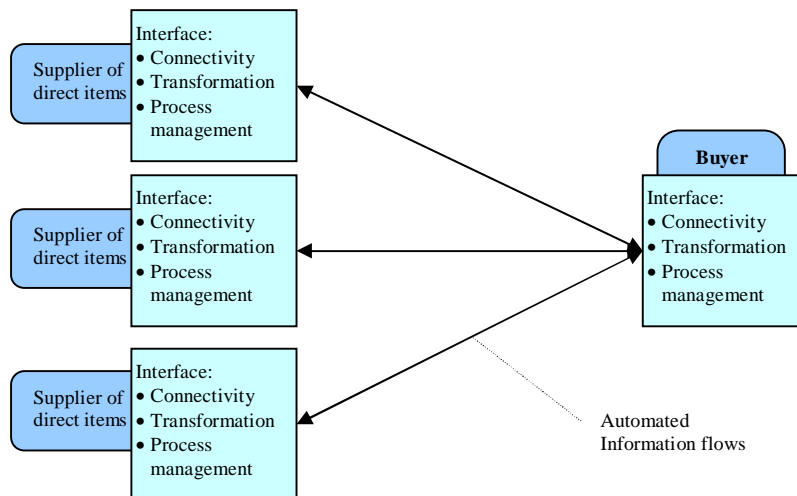 Interface:
• Connectivity
• Transformation
• Process
management
Supplier of
direct items
Interface:
• Connectivity
• Transformation
• Process
management
Supplier of
direct items
Interface:
• Connectivity
• Transformation
• Process
management
Supplier of
direct items
Buyer
Interface:
• Connectivity
• Transformation
• Process
management
Automated
Information flows